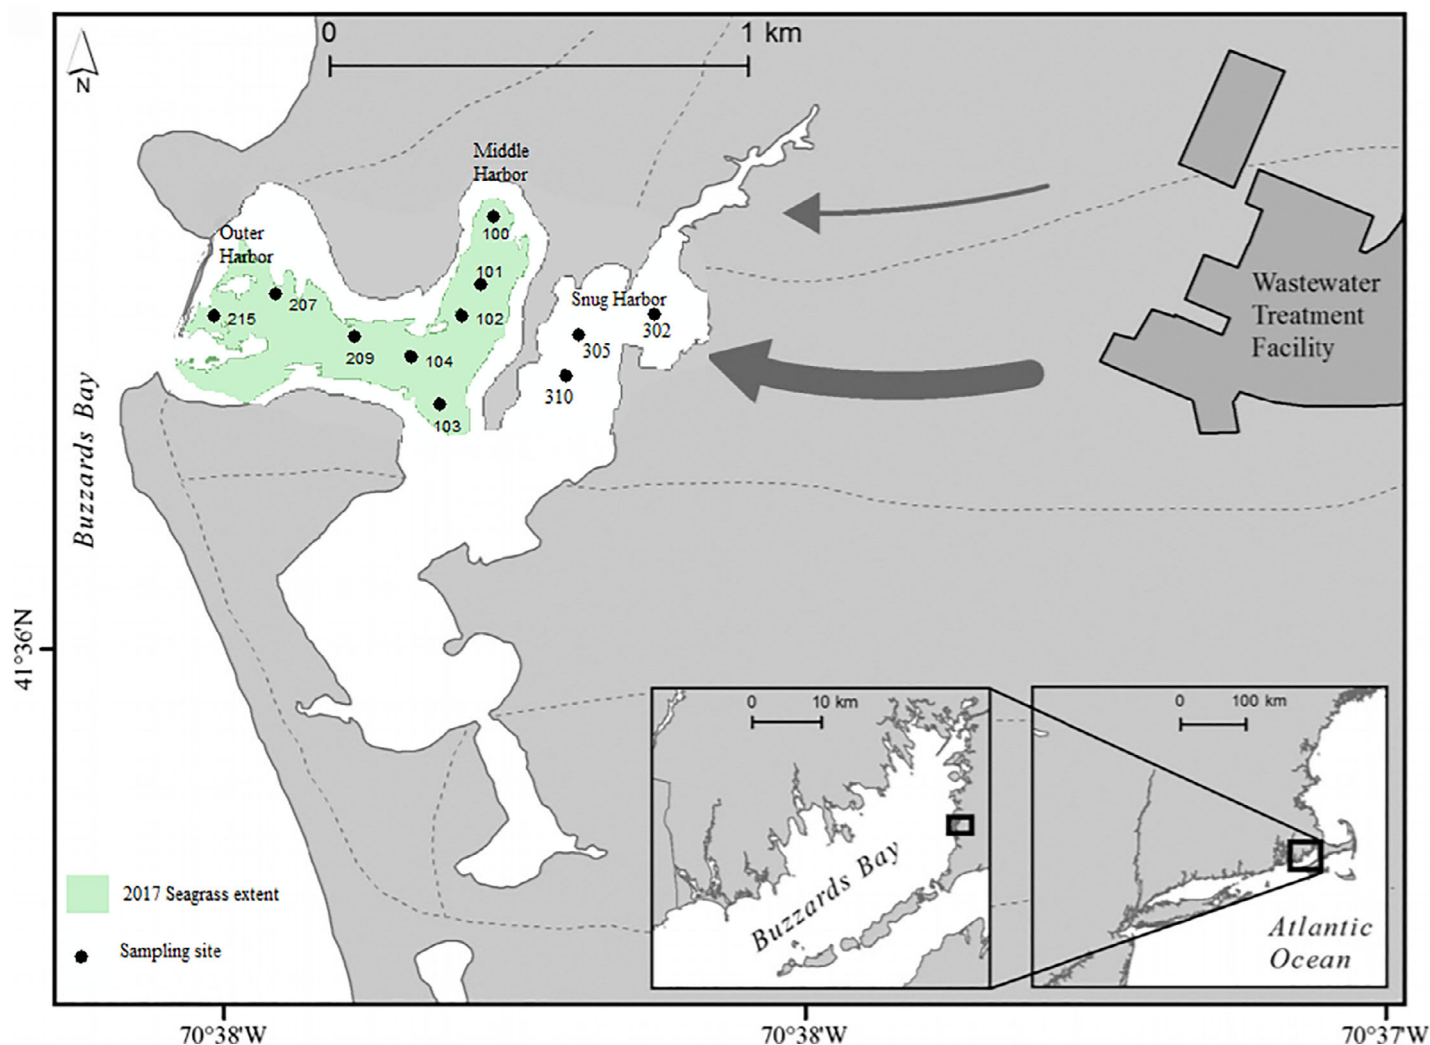 0
1 km
N
Middle
Harbor
100
Outer
Harbor
101
207
215
102
Snug Harbor
302
305
209
104
310
103
Wastewater
Treatment
Facility
Buzzards Bay
41°36'N
0
10 km
Buzzards Bay
0
100 km
Atlantic
Ocean
2017 Seagrass extent
Sampling site
70°38'W
70°38'W
70°37'W